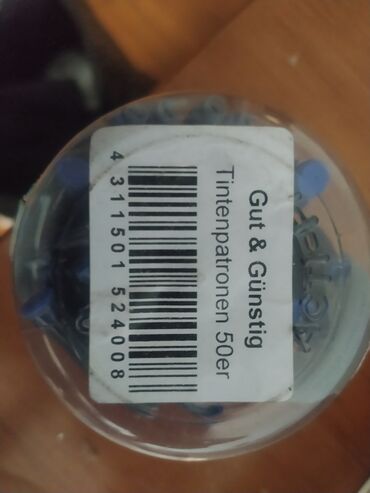 Gut & Günstig
Tintenpatronen 50er
4 311501 524008